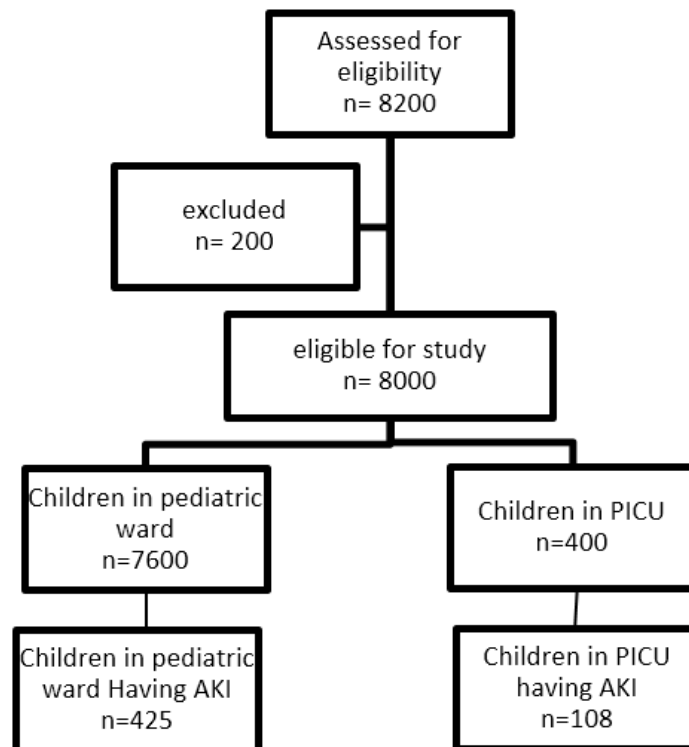 Assessed for
eligibility
n= 8200
excluded
n= 200
eligible for study
n= 8000
Children in pediatric
ward
n=7600
Children in PICU
n=400
Children in pediatric
ward Having AKI
n=425
Children in PICU
having AKI
n=108